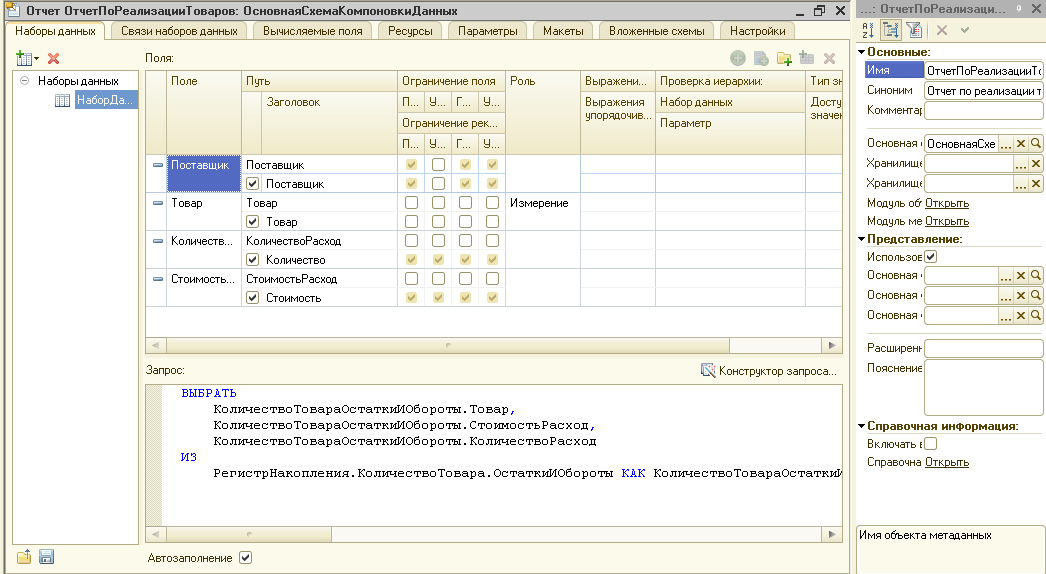 Отчет ОтчетПоРеализацииТоваров: ОсновнаяСхемаКомпоновкиДанных
Наборы данных
Связи наборов данных
Вычисляемые поля
Ресурсы
Параметры
Макеты
Вложенные схемы
Настройки
Наборы данных
НаборДа...
Поля:
Поле
Путь
Ограничение поля
Роль
Выражени...
Проверка иерархии:
Тип зн
Заголовок
П...
У...
Г...
У...
Выражения упорядочив...
Набор данных
Досту
значен
Ограничение рек...
Параметр
П...
У...
Г...
У...
Поставщик
Поставщик
Поставщик
Товар
Товар
Измерение
Товар
Количеств...
КоличествоРасход
Количество
Стоимость...
СтоимостьРасход
Стоимость
Запрос:
Конструктор запроса...
ВЫБРАТЬ
КоличествоТовараОстаткиИОбороты.Товар,
КоличествоТовараОстаткиИОбороты.СтоимостьРасход,
КоличествоТовараОстаткиИОбороты.КоличествоРасход
ИЗ
РегистрНакопления.КоличествоТовара.ОстаткиИОбороты КАК КоличествоТовараОстаткиИ
Автозаполнение
...: ОтчетПоРеализаци...
Основные:
Имя
ОтчетПоРеализацииТо
Синоним
Отчет по реализации т
Комментар
Основная с
ОсновнаяСхе
Хранилище
Хранилище
Модуль об
Открыть
Модуль ме
Открыть
Представление:
Использов
Основная
Основная
Основная
Расширенн
Пояснение
Справочная информация:
Включать в
Справочна
Открыть
Имя объекта метаданных